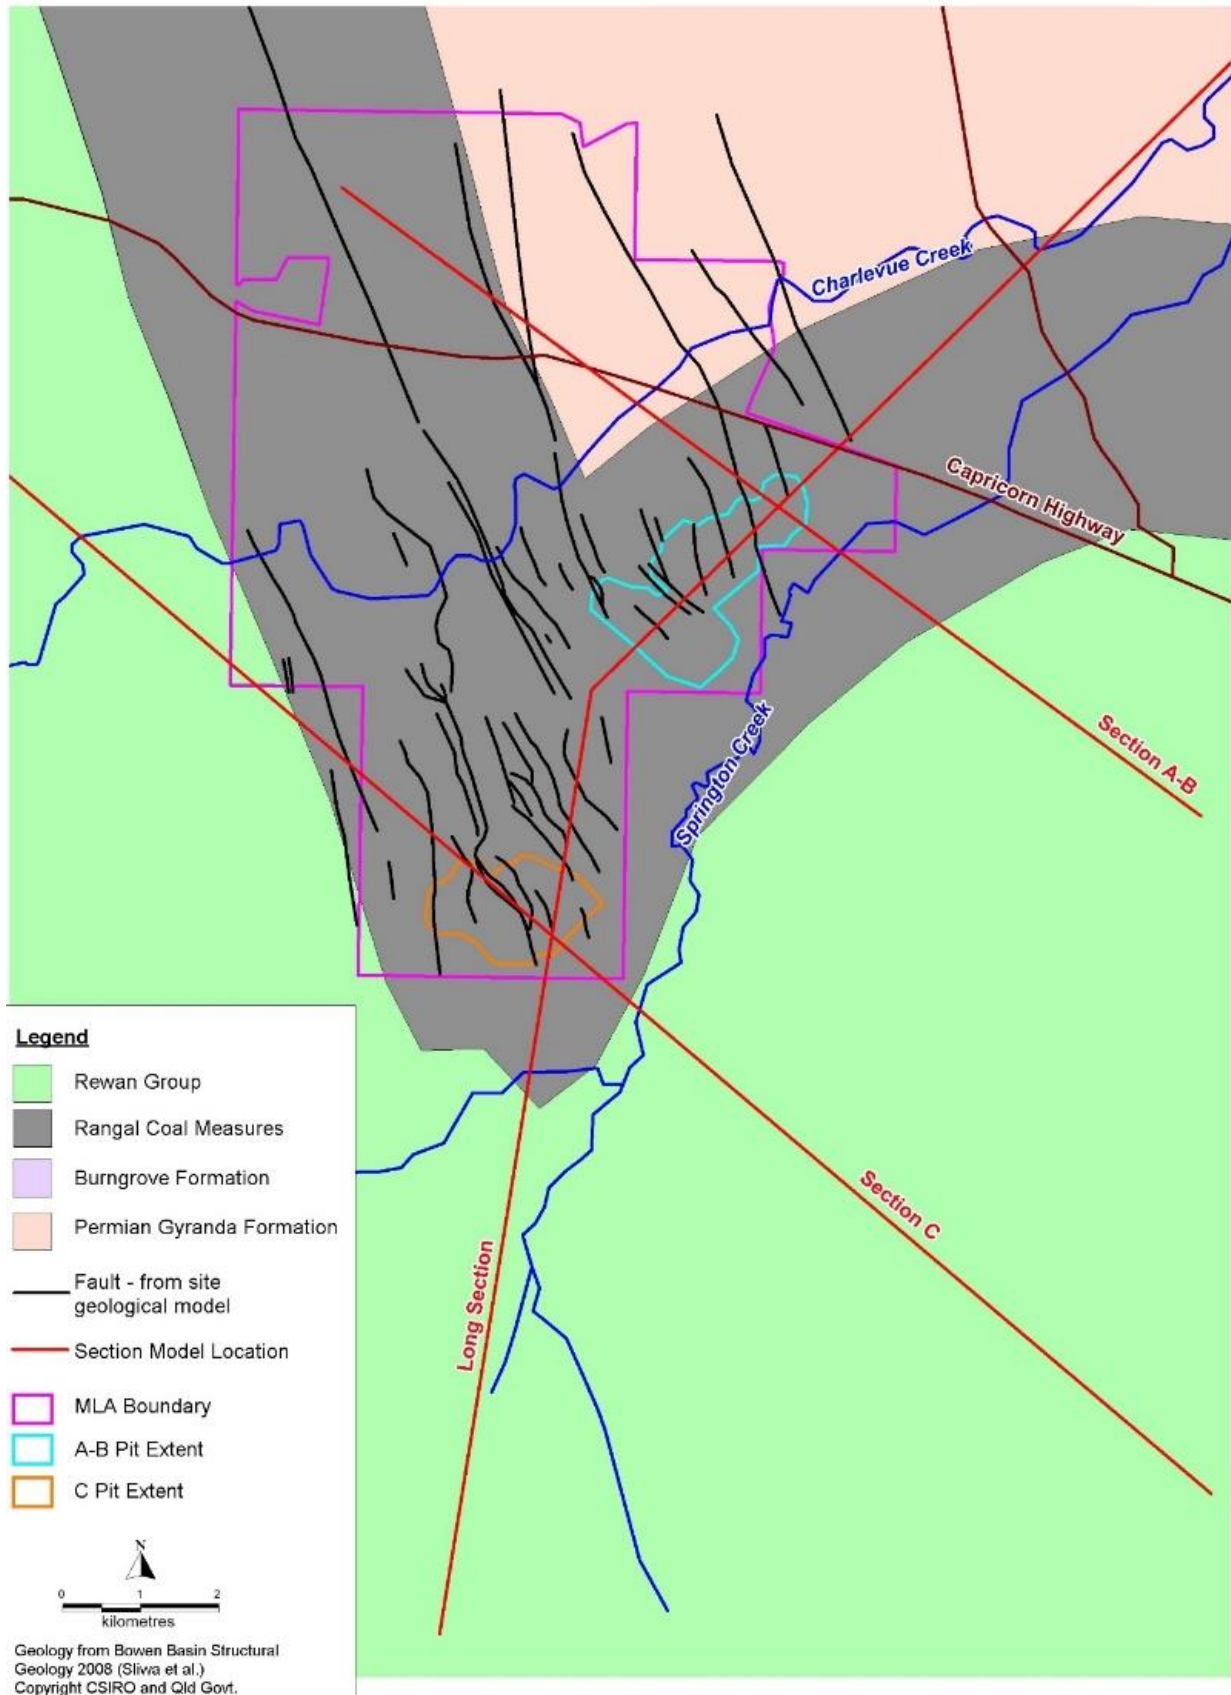 Charlevue Creek
Capricorn Highway
Section A-B
Springton Creek
Section C
Long Section
Legend
Rewan Group
Rangal Coal Measures
Burngrove Formation
Permian Gyranda Formation
Fault - from site
geological model
Section Model Location
MLA Boundary
A-B Pit Extent
C Pit Extent
N
0 1 2
kilometres
Geology from Bowen Basin Structural
Geology 2008 (Sliwa et al.)
Copyright CSIRO and Qld Govt.